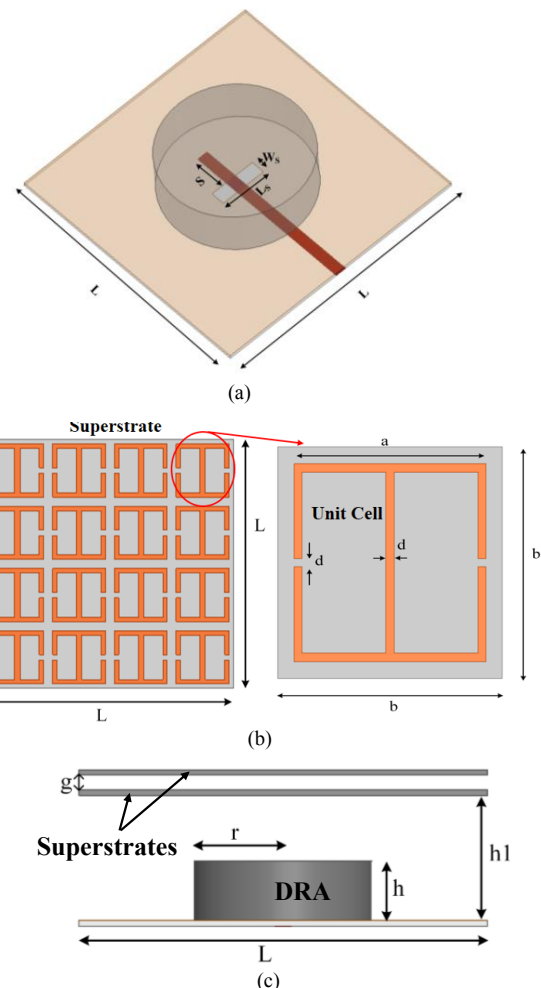 S
Ws
Ls
L
L
(a)
Superstrate
a
Unit Cell
d
d
b
L
L
b
(b)
g
Superstrates
r
DRA
h
h1
L
(c)